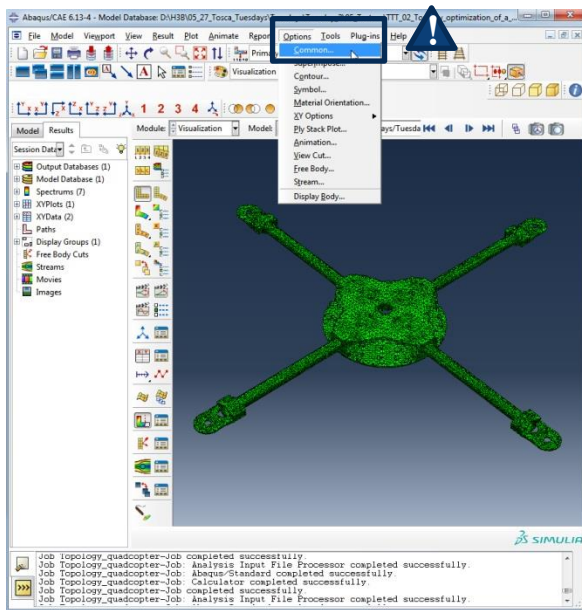 Abaqus/CAE 6.13-4 - Model Database: D:\H38\05_27_Tosca_Tuesdays\
optimization_of_a_...
File Model Viewport View Result Plot Animate Report Options Tools Plug-ins Help
Common...
Superimpose...
Contour...
Symbol...
Material Orientation...
XY Options
Ply Stack Plot...
Animation...
View Cut...
Free Body...
Stream...
Display Body...
Visualization
1 2 3 4
Model Results
Module: Visualization Model:
Session Data
Output Databases (1)
Model Database (1)
Spectrums (7)
XYPlots (1)
XYData (2)
Paths
Display Groups (1)
Free Body Cuts
Streams
Movies
Images
SIMULIA
Job Topology_quadcopter-Job completed successfully.
Job Topology_quadcopter-Job: Analysis Input File Processor completed successfully.
Job Topology_quadcopter-Job: Abaqus/Standard completed successfully.
Job Topology_quadcopter-Job: Calculator completed successfully.
Job Topology_quadcopter-Job completed successfully.
Job Topology_quadcopter-Job: Analysis Input File Processor completed successfully.